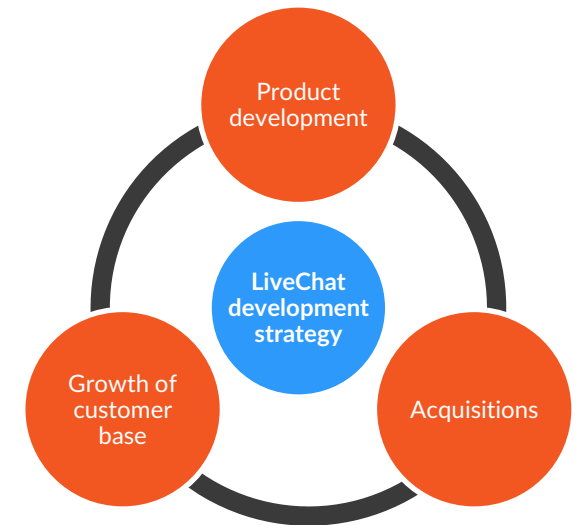 Product
development
LiveChat
development
strategy
Growth of
customer
base
Acquisitions